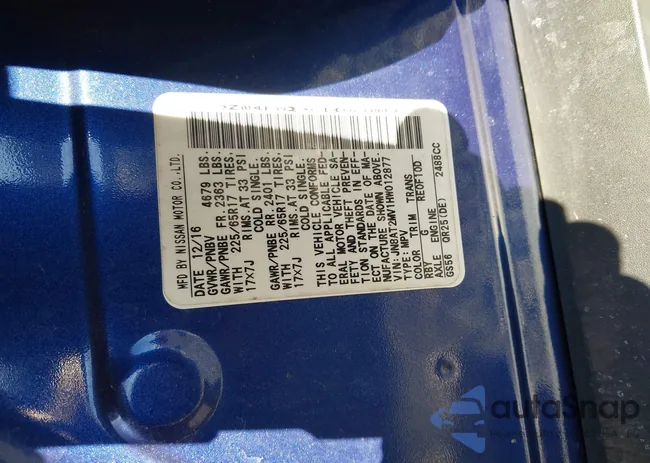 MFD BY NISSAN MOTOR CO.,LTD.
DATE 12/16
GVWR/PNBV 4679 LBS.
GAWR/PNBE FR.2363 LBS.
WITH 225/65R17 TIRES,
17X7J RIMS.AT 33 PSI
COLD SINGLE.
GAWR/PNBE RR.2401 LBS.
WITH 225/65R17 TIRES,
17X7J RIMS.AT 33 PSI
COLD SINGLE.
THIS VEHICLE CONFORMS
TO ALL APPLICABLE FED-
ERAL MOTOR VEHICLE SA-
FETY AND THEFT PREVEN-
TION STANDARDS IN EFF-
ECT ON THE DATE OF MA-
NUFACTURE SHOWN ABOVE.
VIN:JN8AT2MV1HW012877
TYPE:MPV
COLOR TRIM TRANS
RBY G RE0F10D
AXLE ENGINE 2488CC
GS56 QR25(DE)
autosnap